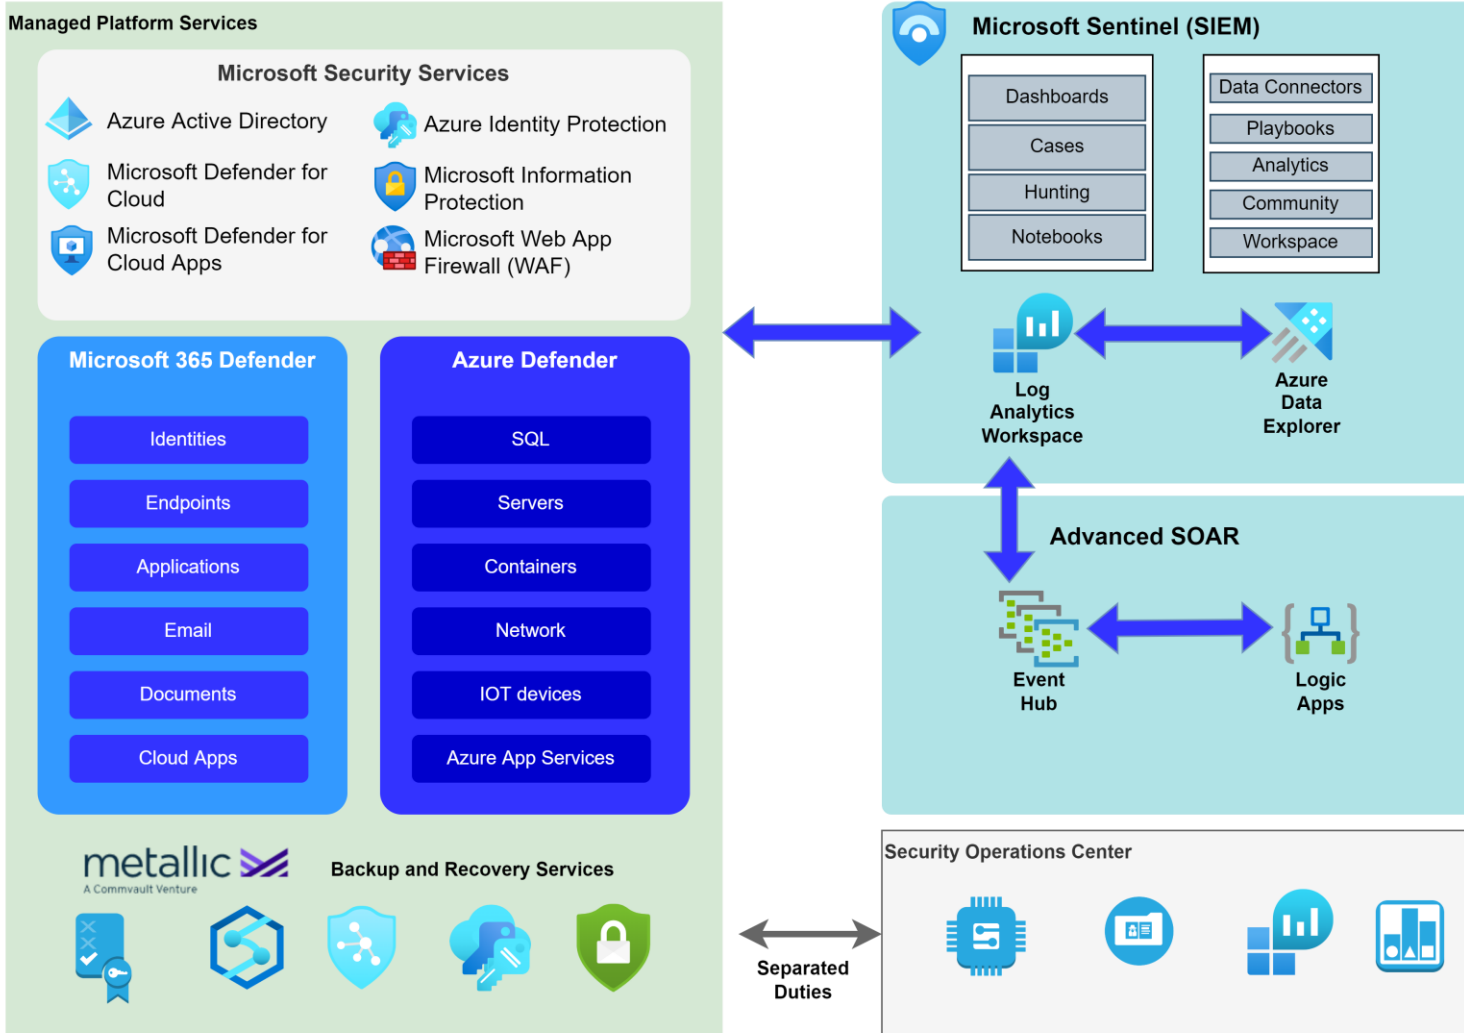 Managed Platform Services
Microsoft Security Services
Azure Active Directory
Azure Identity Protection
Microsoft Defender for
Cloud
Microsoft Information
Protection
Microsoft Defender for
Cloud Apps
Microsoft Web App
Firewall (WAF)
Microsoft 365 Defender
Identities
Endpoints
Applications
Email
Documents
Cloud Apps
Azure Defender
SQL
Servers
Containers
Network
IOT devices
Azure App Services
metallic
A Commvault Venture
Backup and Recovery Services
Microsoft Sentinel (SIEM)
Dashboards
Cases
Hunting
Notebooks
Data Connectors
Playbooks
Analytics
Community
Workspace
Log
Analytics
Workspace
Azure
Data
Explorer
Advanced SOAR
Event
Hub
Logic
Apps
Separated
Duties
Security Operations Center